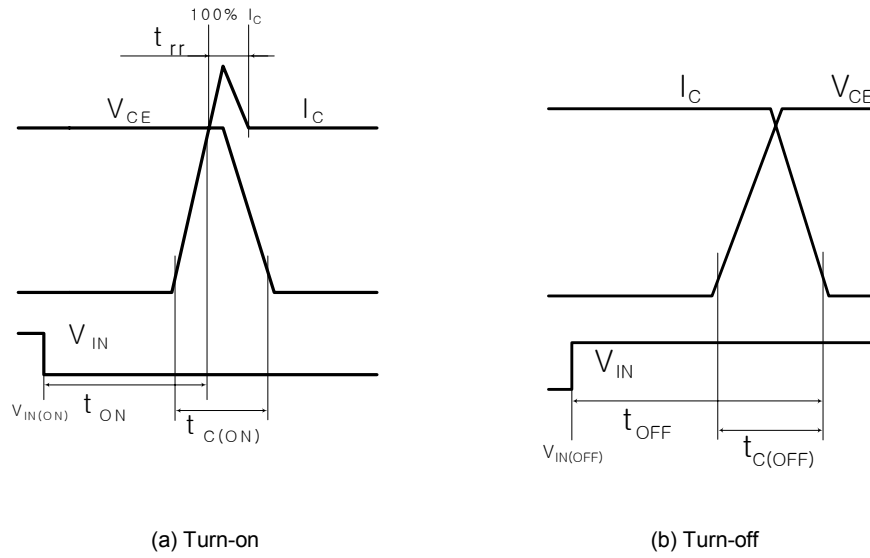 100% I_C
t_rr
V_CE
I_C
V_IN
t_ON
V_IN(ON)
t_C(ON)
(a) Turn-on
I_C
V_CE
V_IN
t_OFF
V_IN(OFF)
t_C(OFF)
(b) Turn-off